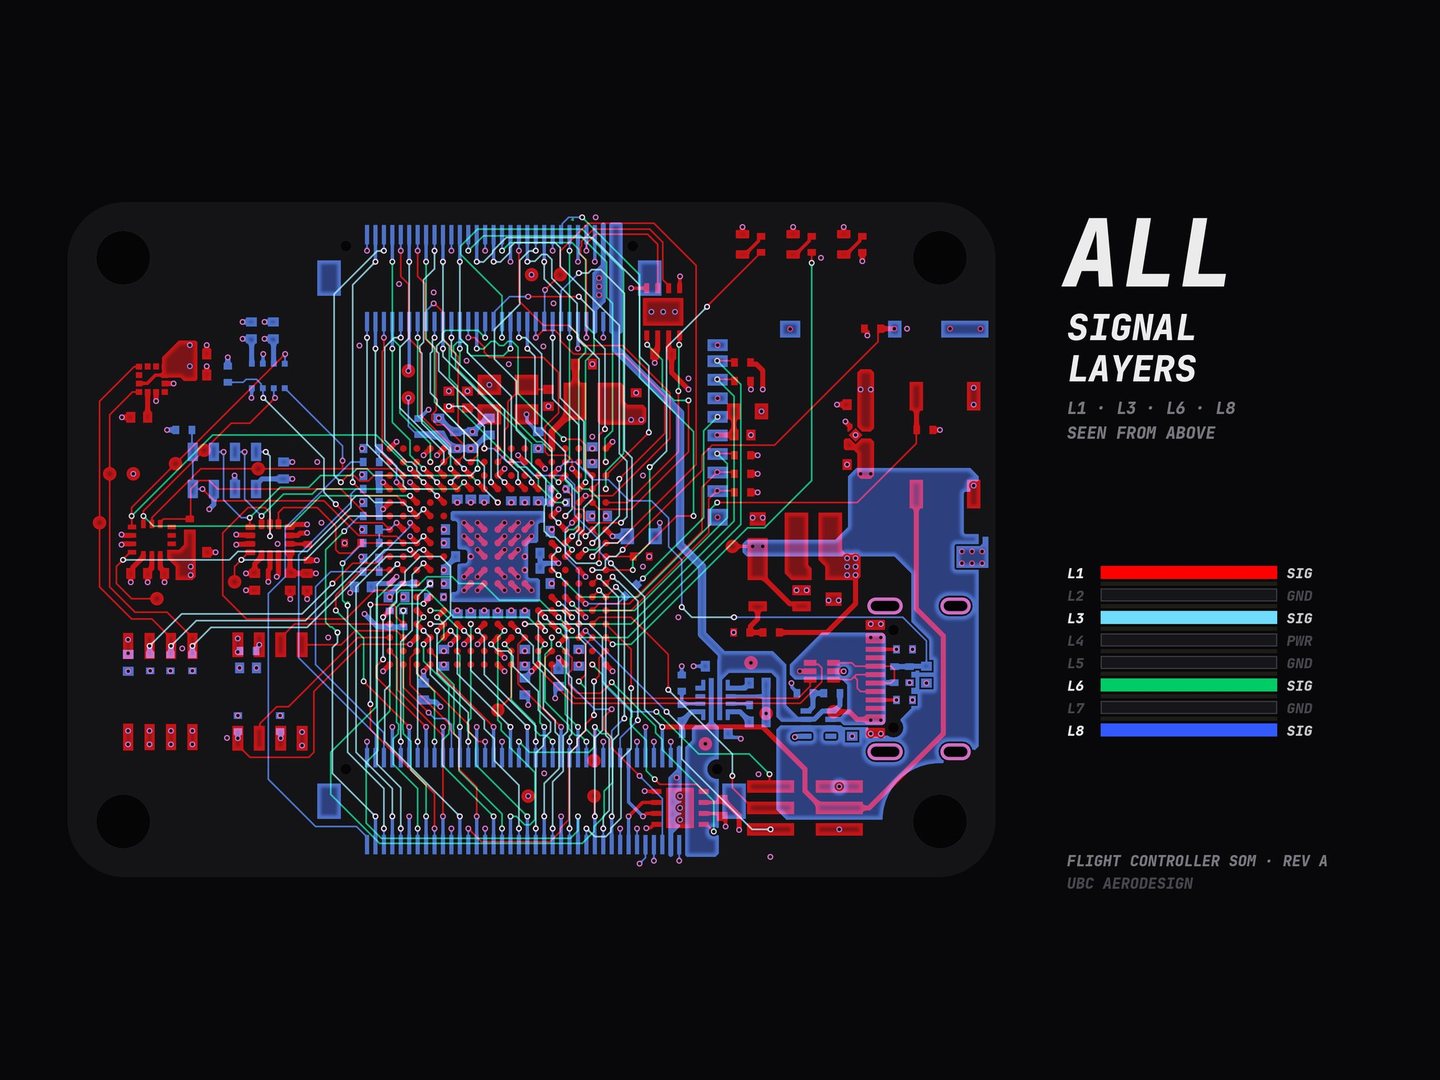 ALL
SIGNAL
LAYERS
L1 · L3 · L6 · L8
SEEN FROM ABOVE
L1 SIG
L2 GND
L3 SIG
L4 PWR
L5 GND
L6 SIG
L7 GND
L8 SIG
FLIGHT CONTROLLER SOM · REV A
UBC AERODESIGN